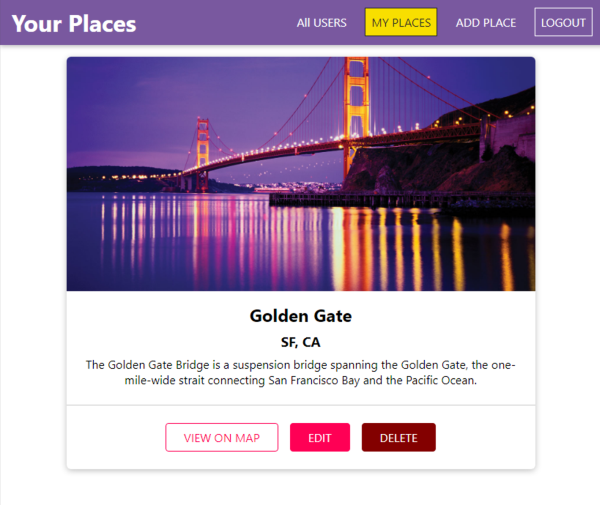 Your Places
All USERS
MY PLACES
ADD PLACE
LOGOUT
Golden Gate
SF, CA
The Golden Gate Bridge is a suspension bridge spanning the Golden Gate, the one-
mile-wide strait connecting San Francisco Bay and the Pacific Ocean.
VIEW ON MAP
EDIT
DELETE